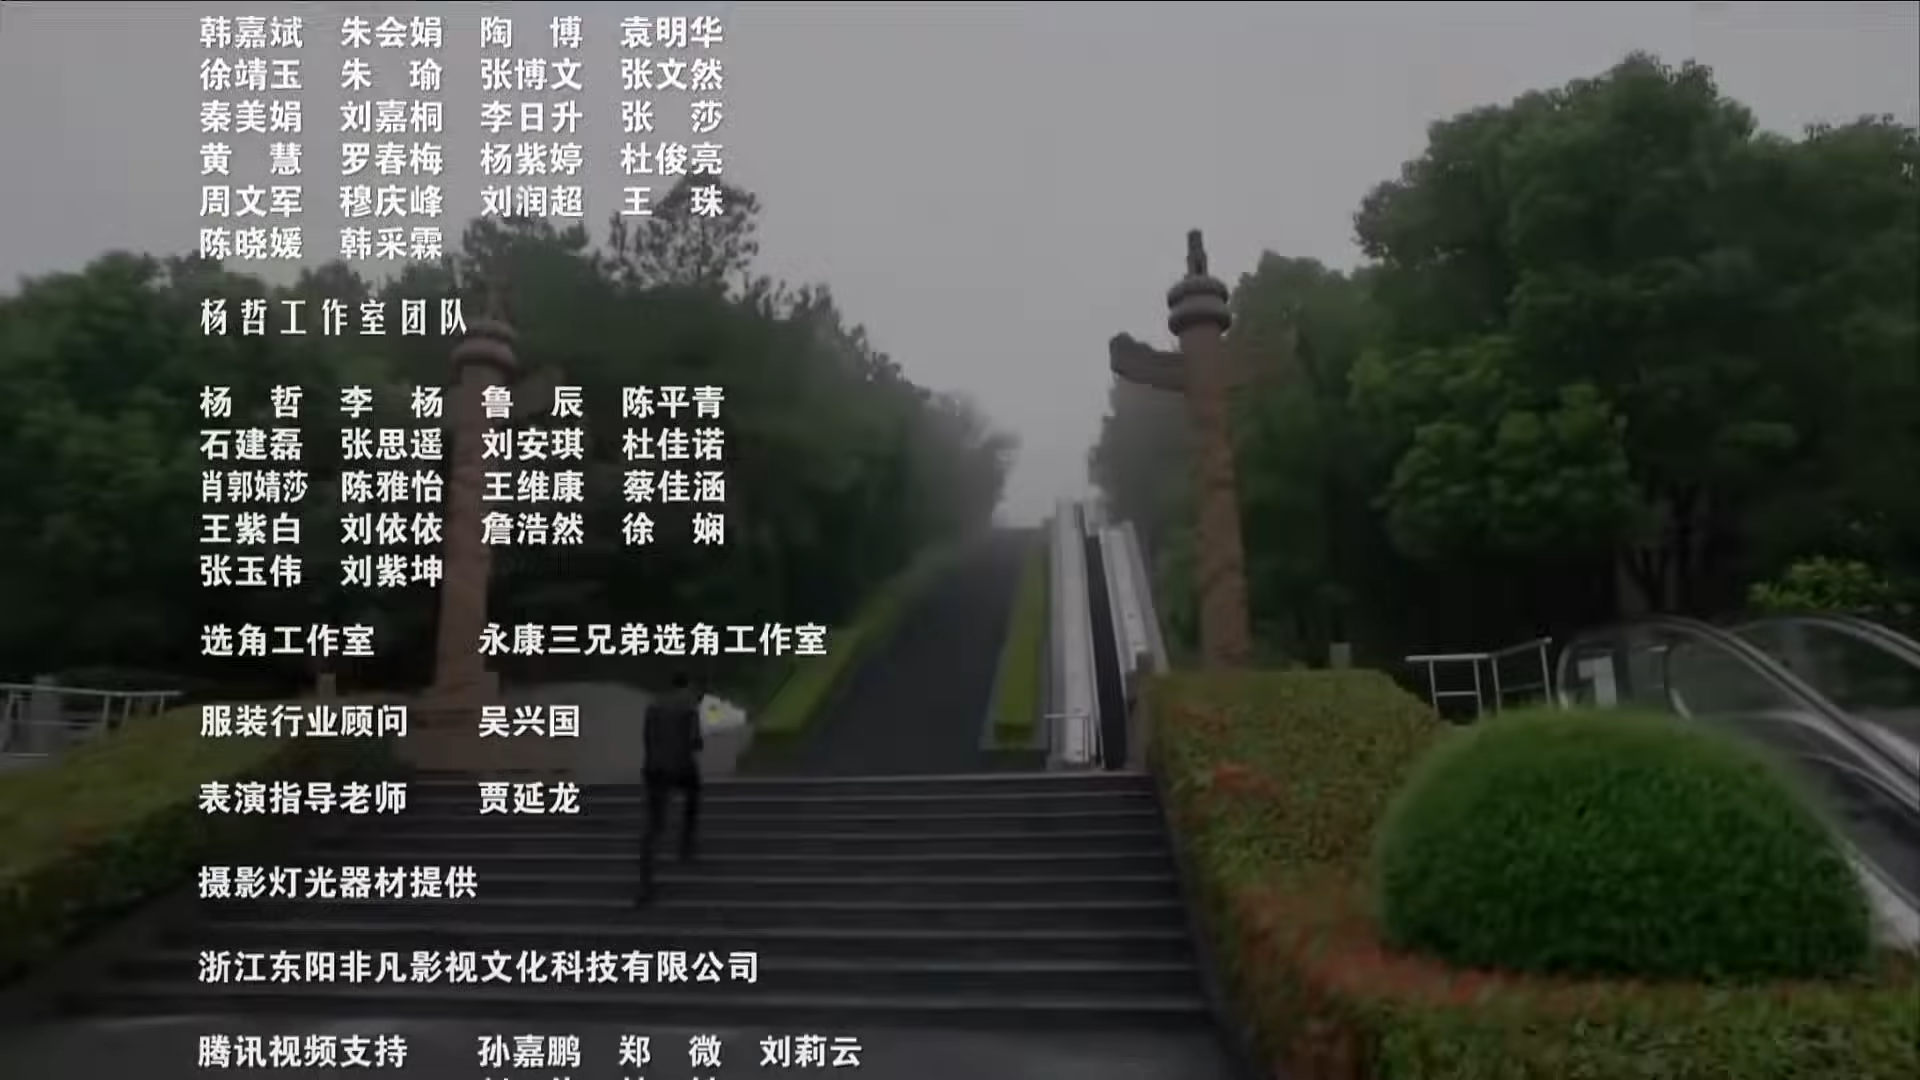 韩嘉斌 朱会娟 陶 博 袁明华
徐靖玉 朱 瑜 张博文 张文然
秦美娟 刘嘉桐 李日升 张 莎
黄 慧 罗春梅 杨紫婷 杜俊亮
周文军 穆庆峰 刘润超 王 珠
陈晓媛 韩采霖
杨哲工作室团队
杨 哲 李 杨 鲁 辰 陈平青
石建磊 张思遥 刘安琪 杜佳诺
肖郭婧莎 陈雅怡 王维康 蔡佳涵
王紫白 刘依依 詹浩然 徐 娴
张玉伟 刘紫坤
选角工作室 永康三兄弟选角工作室
服装行业顾问 吴兴国
表演指导老师 贾延龙
摄影灯光器材提供
浙江东阳非凡影视文化科技有限公司
腾讯视频支持 孙嘉鹏 郑 微 刘莉云